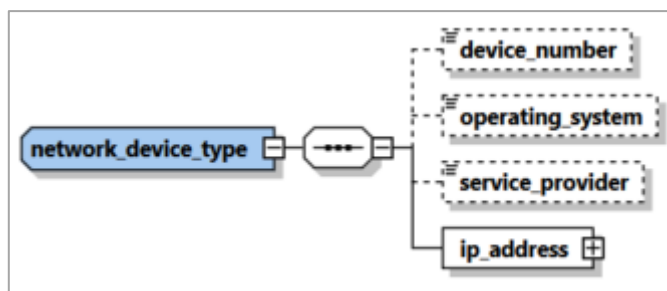 device_number
operating_system
network_device_type
service_provider
ip_address